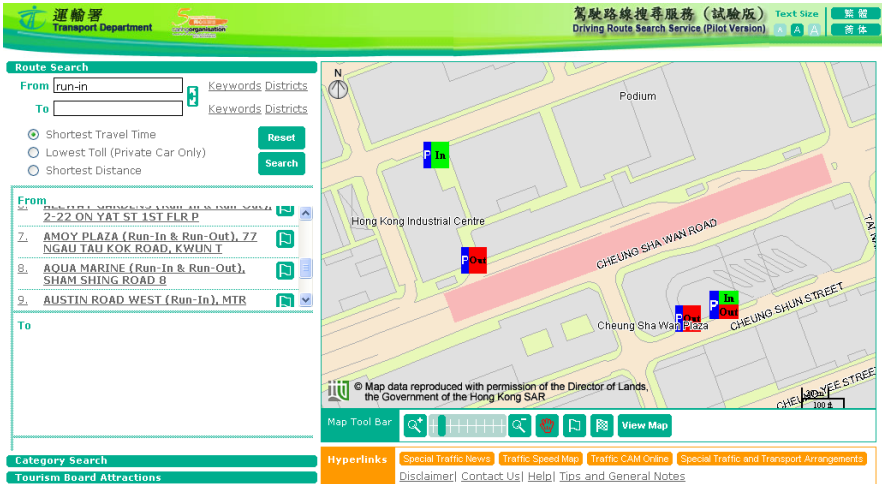 運輸署
Transport Department
駕駛路線搜尋服務 (試驗版)
Driving Route Search Service (Pilot Version)
Text Size
A A A
繁 體
简 体
Route Search
From run-in
Keywords Districts
To
Keywords Districts
Shortest Travel Time
Lowest Toll (Private Car Only)
Shortest Distance
Reset
Search
From
2-22 ON YAT ST 1ST FLR P
7. AMOY PLAZA (Run-In & Run-Out), 77
NGAU TAU KOK ROAD, KWUN T
8. AQUA MARINE (Run-In & Run-Out),
SHAM SHING ROAD 8
9. AUSTIN ROAD WEST (Run-In), MTR
To
Category Search
Tourism Board Attractions
N
Podium
P In
Hong Kong Industrial Centre
P Out
CHEUNG SHA WAN ROAD
TAI NA
P Out
P In
Out
Cheung Sha Wan Plaza
CHEUNG SHUN STREET
CHEUNG YEE STREE
20 m
100 ft
© Map data reproduced with permission of the Director of Lands,
the Government of the Hong Kong SAR
Map Tool Bar
View Map
Hyperlinks
Special Traffic News
Traffic Speed Map
Traffic CAM Online
Special Traffic and Transport Arrangements
Disclaimer| Contact Us| Help| Tips and General Notes